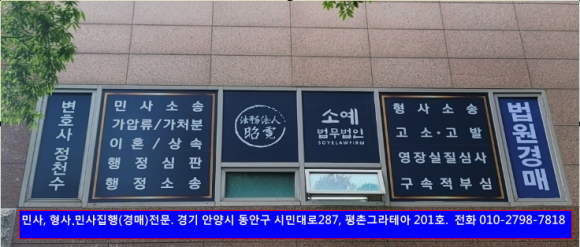 변호사 정천수
민사소송
가압류/가처분
이혼/상속
행정심판
행정소송
法務法人
소예
법무법인
SOYELAWFIRM
형사소송
고소·고발
영장실질심사
구속적부심
법원경매
민사, 형사.민사집행(경매)전문. 경기 안양시 동안구 시민대로287, 평촌그라테아 201호. 전화 010-2798-7818